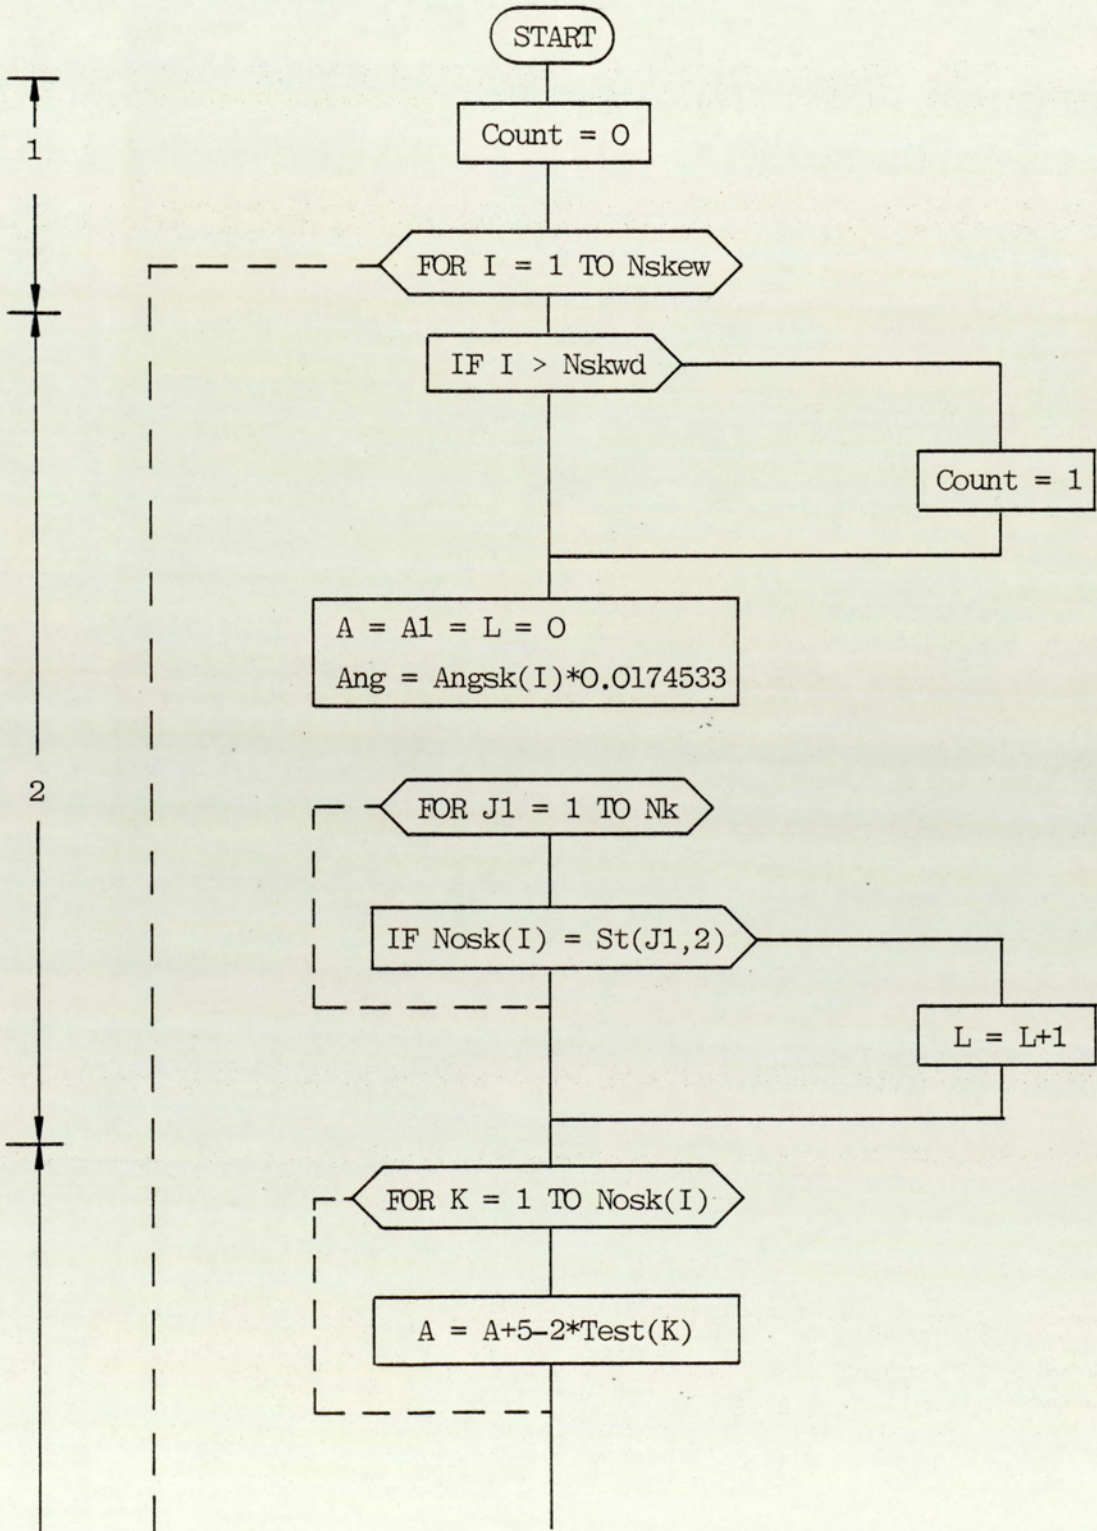 START
1
Count = 0
FOR I = 1 TO Nskew
IF I > Nskwd
Count = 1
A = A1 = L = 0
Ang = Angsk(I)*0.0174533
2
FOR J1 = 1 TO Nk
IF Nosk(I) = St(J1,2)
L = L+1
FOR K = 1 TO Nosk(I)
A = A+5-2*Test(K)